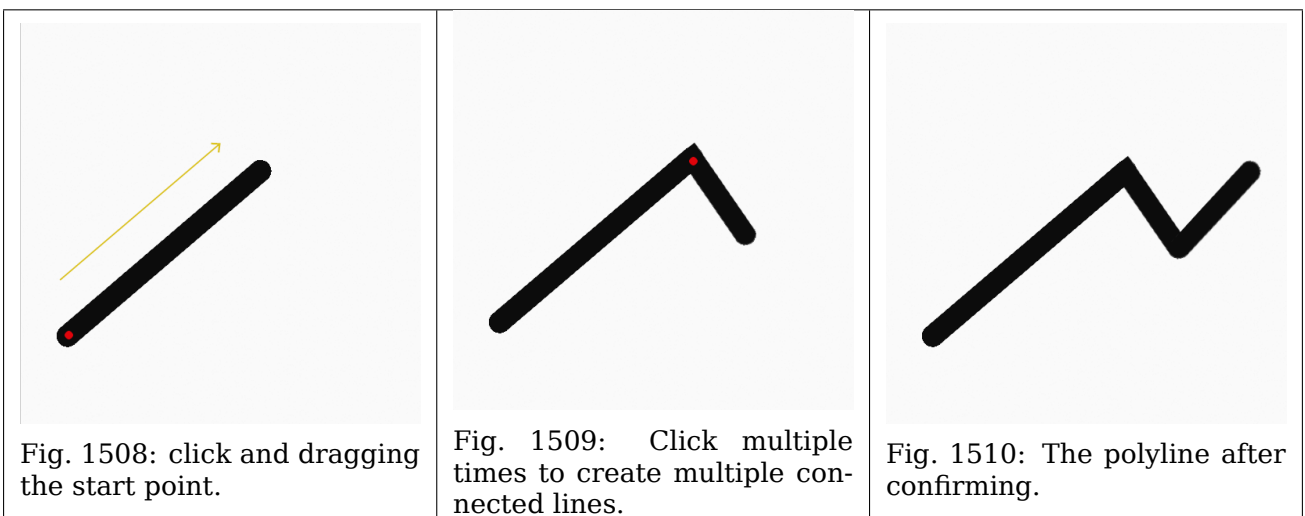 Fig. 1508: click and dragging
the start point.
Fig. 1509: Click multiple
times to create multiple con-
nected lines.
Fig. 1510: The polyline after
confirming.